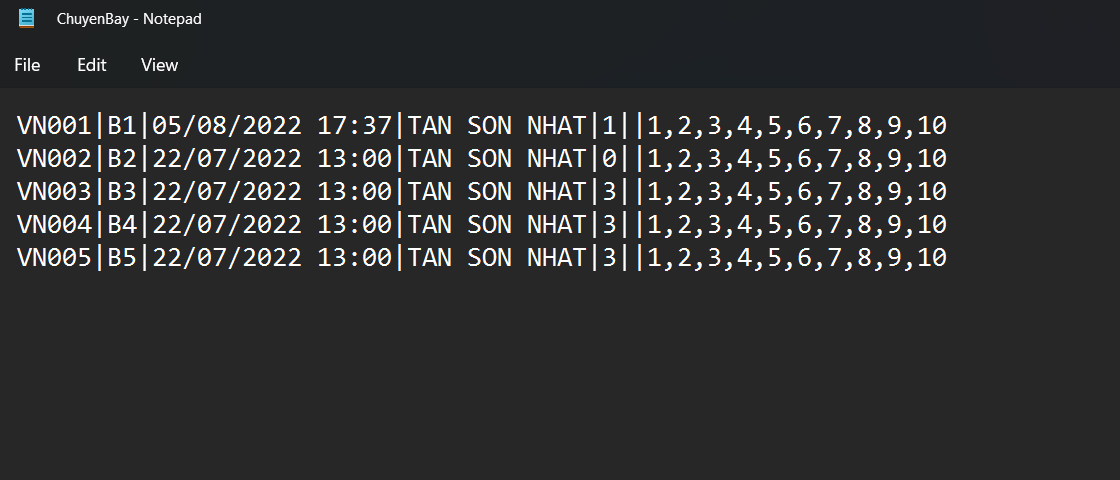 ChuyenBay - Notepad
File Edit View
VN001|B1|05/08/2022 17:37|TAN SON NHAT|1||1,2,3,4,5,6,7,8,9,10
VN002|B2|22/07/2022 13:00|TAN SON NHAT|0||1,2,3,4,5,6,7,8,9,10
VN003|B3|22/07/2022 13:00|TAN SON NHAT|3||1,2,3,4,5,6,7,8,9,10
VN004|B4|22/07/2022 13:00|TAN SON NHAT|3||1,2,3,4,5,6,7,8,9,10
VN005|B5|22/07/2022 13:00|TAN SON NHAT|3||1,2,3,4,5,6,7,8,9,10